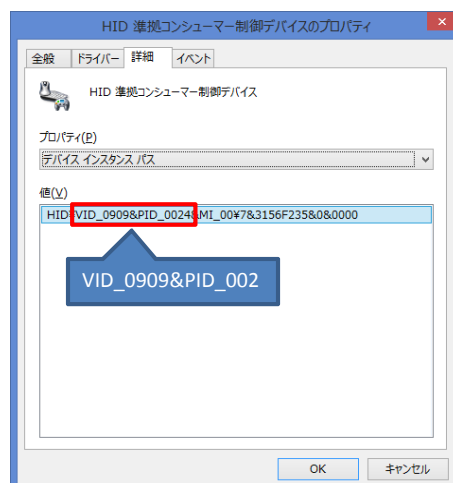 HID 準拠コンシューマー制御デバイスのプロパティ
全般 ドライバー 詳細 イベント
HID 準拠コンシューマー制御デバイス
プロパティ(P)
デバイス インスタンス パス
値(V)
HID¥VID_0909&PID_0024&MI_00¥7&3156F235&0&0000
VID_0909&PID_002
OK キャンセル